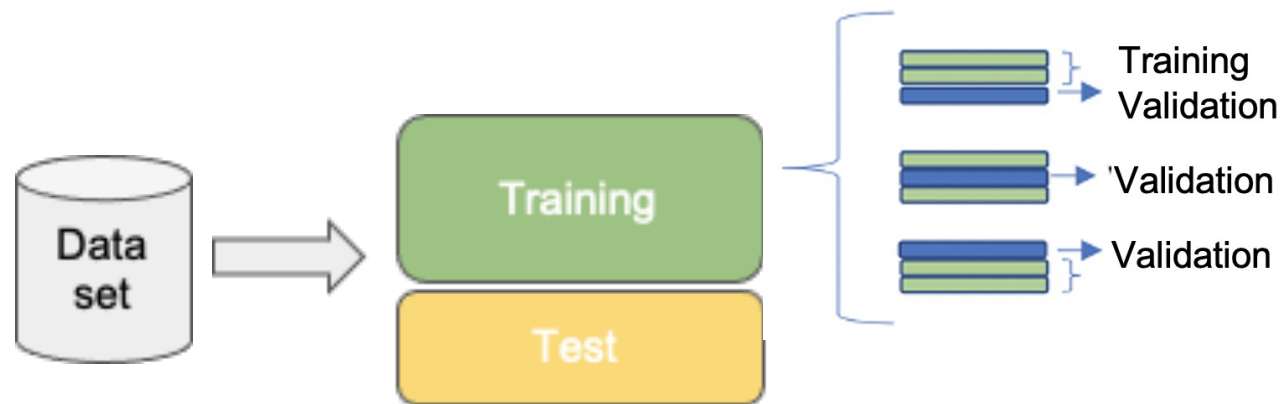 Data
set
Training
Test
Training
Validation
'Validation
Validation